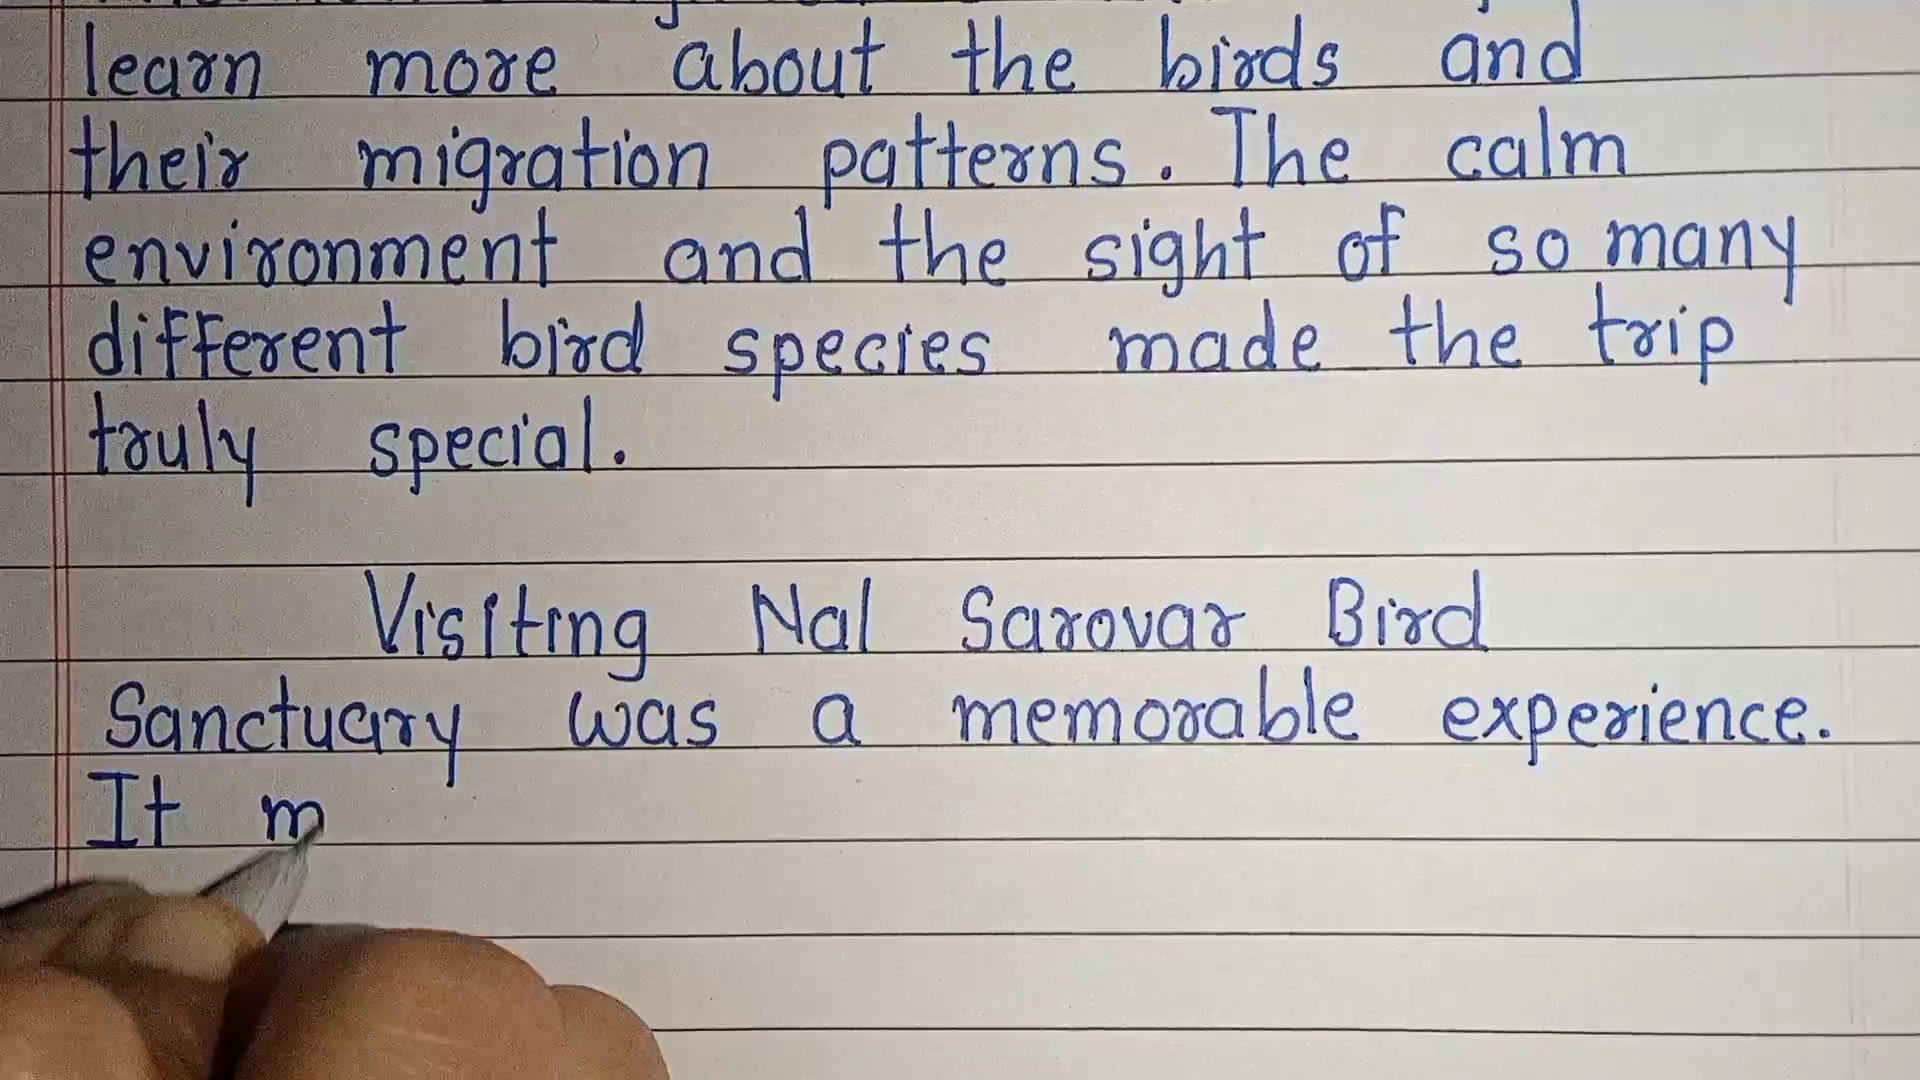 learn more about the birds and
their migration patterns. The calm
environment and the sight of so many
different bird species made the trip
truly special.
Visiting Nal Sarovar Bird
Sanctuary was a memorable experience.
It m